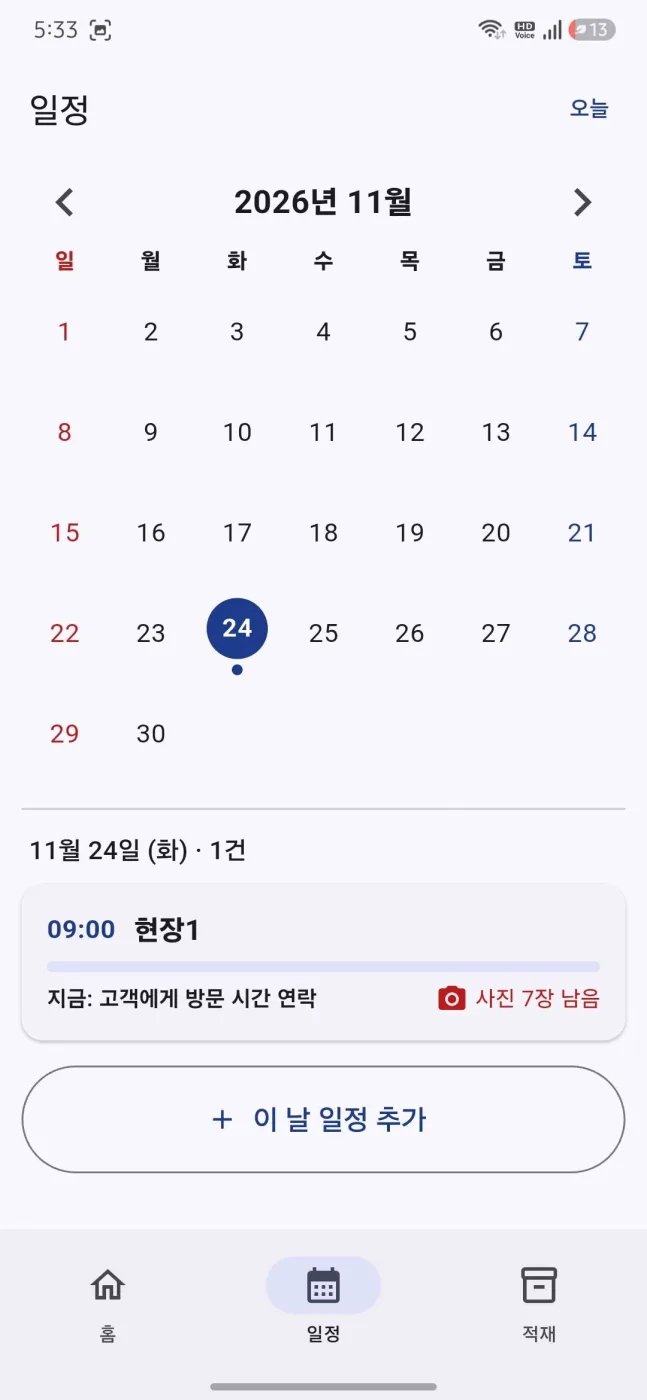 5:33 HD Voice 13
일정 오늘
2026년 11월
일 월 화 수 목 금 토
1 2 3 4 5 6 7
8 9 10 11 12 13 14
15 16 17 18 19 20 21
22 23 24 25 26 27 28
29 30
11월 24일 (화) · 1건
09:00 현장1
지금: 고객에게 방문 시간 연락 사진 7장 남음
+ 이 날 일정 추가
홈 일정 적재